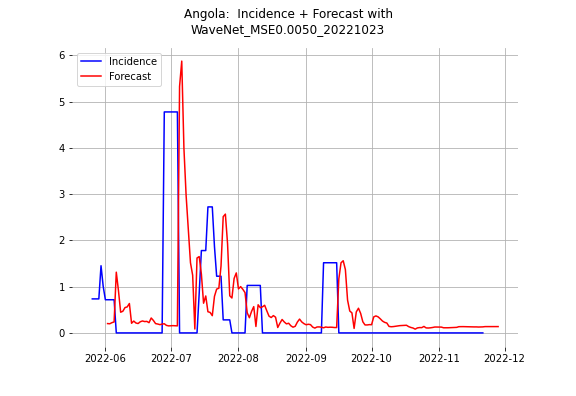 Angola:  Incidence + Forecast with
WaveNet_MSE0.0050_20221023
Incidence
Forecast
6
5
4
3
2
1
0
2022-06 2022-07 2022-08 2022-09 2022-10 2022-11 2022-12